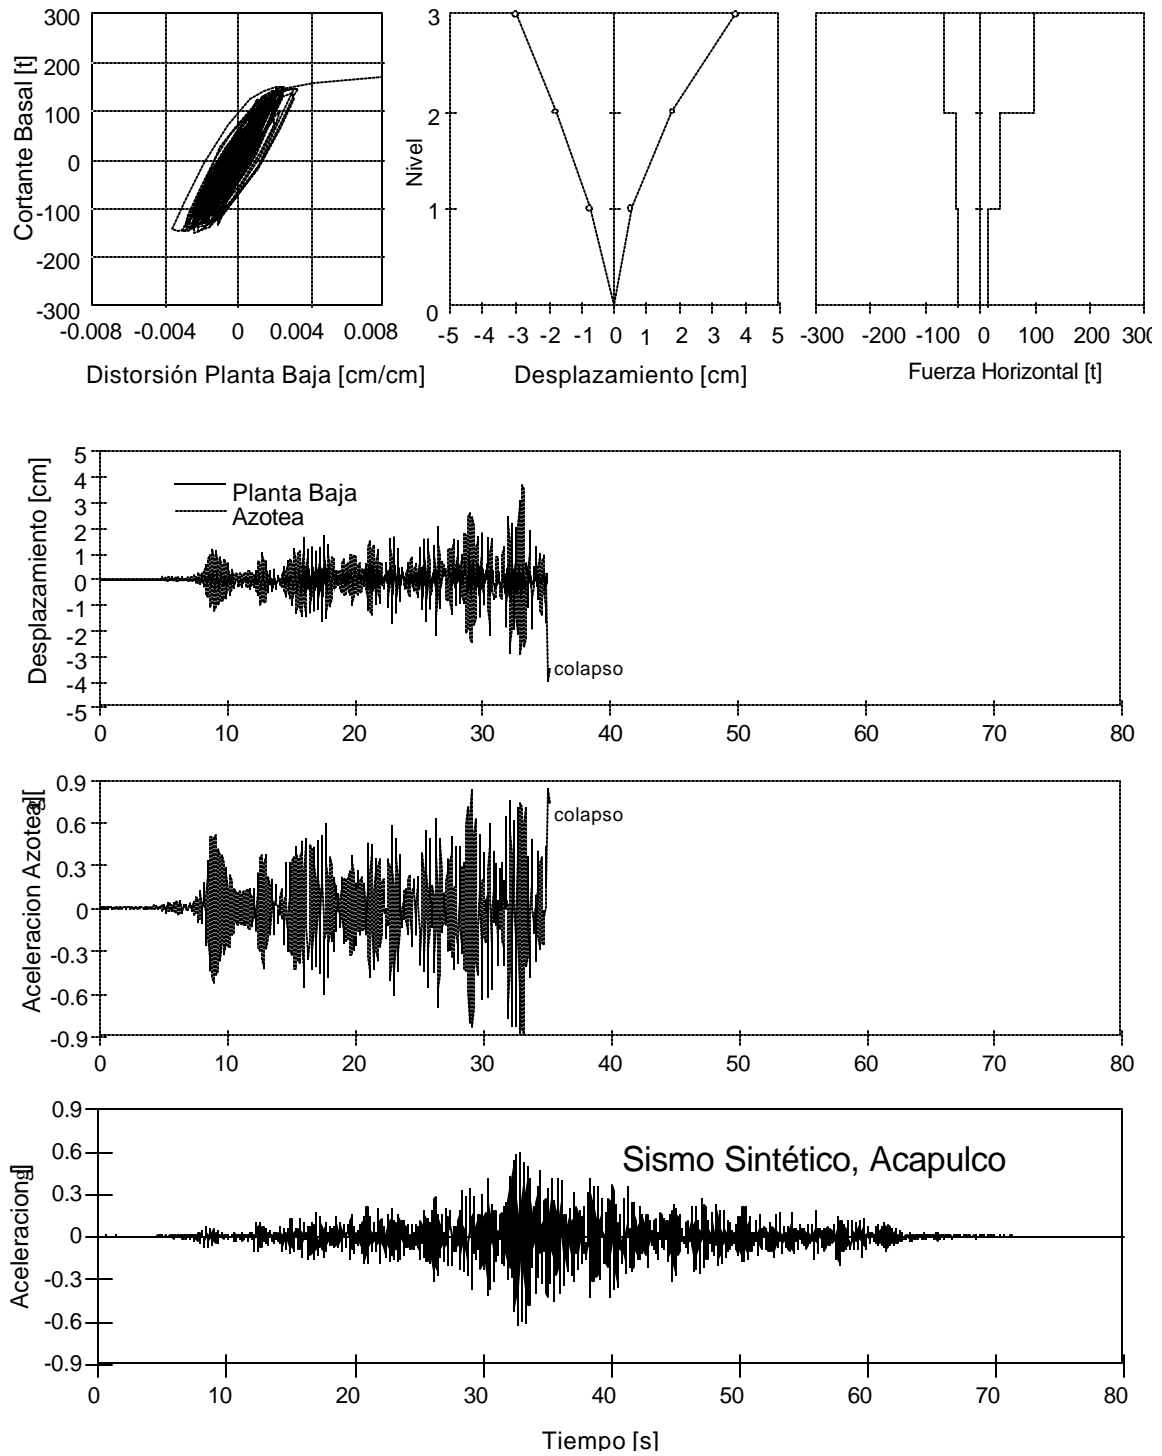 300
200
100
0
-100
-200
-300
Cortante Basal [t]
-0.008 -0.004 0 0.004 0.008
Distorsión Planta Baja [cm/cm]
3
2
1
0
Nivel
-5 -4 -3 -2 -1 0 1 2 3 4 5
Desplazamiento [cm]
-300 -200 -100 0 100 200 300
Fuerza Horizontal [t]
5
4
3
2
1
0
-1
-2
-3
-4
-5
Desplazamiento [cm]
Planta Baja
Azotea
colapso
0 10 20 30 40 50 60 70 80
0.9
0.6
0.3
0
-0.3
-0.6
-0.9
Aceleracion Azotea[g]
colapso
0 10 20 30 40 50 60 70 80
0.9
0.6
0.3
0
-0.3
-0.6
-0.9
Aceleracion[g]
Sismo Sintético, Acapulco
0 10 20 30 40 50 60 70 80
Tiempo [s]